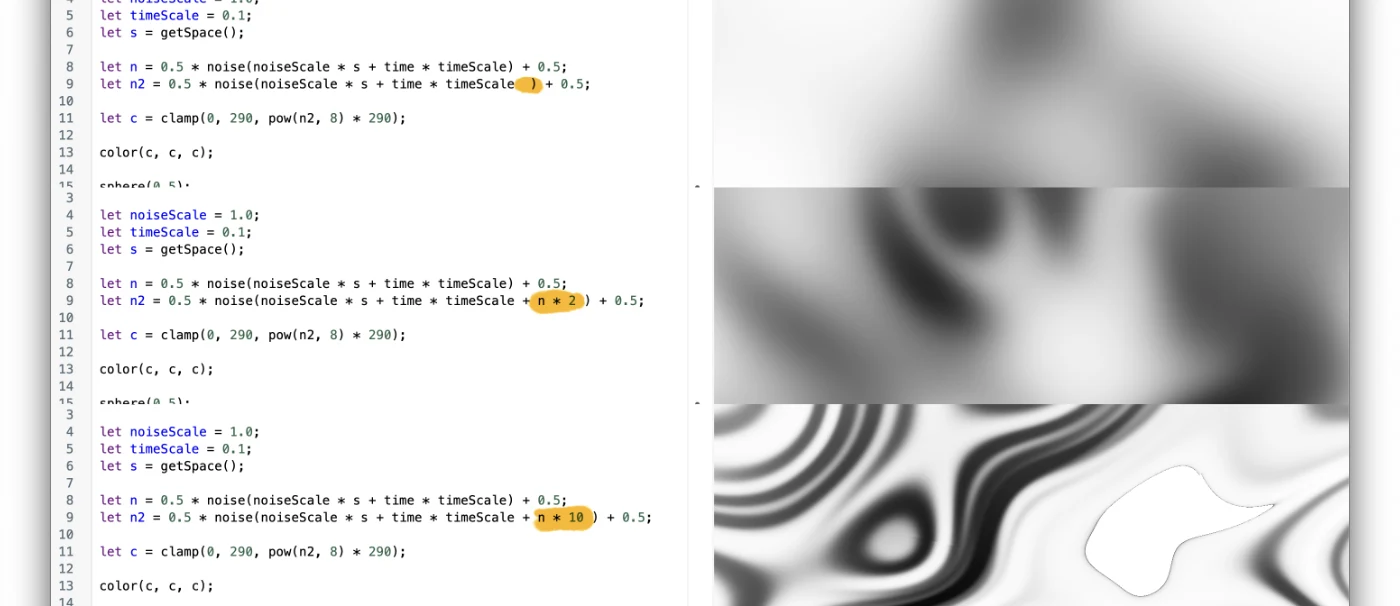 4 let noiseScale = 1.0;
5 let timeScale = 0.1;
6 let s = getSpace();
7
8 let n = 0.5 * noise(noiseScale * s + time * timeScale) + 0.5;
9 let n2 = 0.5 * noise(noiseScale * s + time * timeScale ) + 0.5;
10
11 let c = clamp(0, 290, pow(n2, 8) * 290);
12
13 color(c, c, c);
14
15 sphere(0.5);
3
4 let noiseScale = 1.0;
5 let timeScale = 0.1;
6 let s = getSpace();
7
8 let n = 0.5 * noise(noiseScale * s + time * timeScale) + 0.5;
9 let n2 = 0.5 * noise(noiseScale * s + time * timeScale + n * 2 ) + 0.5;
10
11 let c = clamp(0, 290, pow(n2, 8) * 290);
12
13 color(c, c, c);
14
15 sphere(0.5);
3
4 let noiseScale = 1.0;
5 let timeScale = 0.1;
6 let s = getSpace();
7
8 let n = 0.5 * noise(noiseScale * s + time * timeScale) + 0.5;
9 let n2 = 0.5 * noise(noiseScale * s + time * timeScale + n * 10 ) + 0.5;
10
11 let c = clamp(0, 290, pow(n2, 8) * 290);
12
13 color(c, c, c);
14